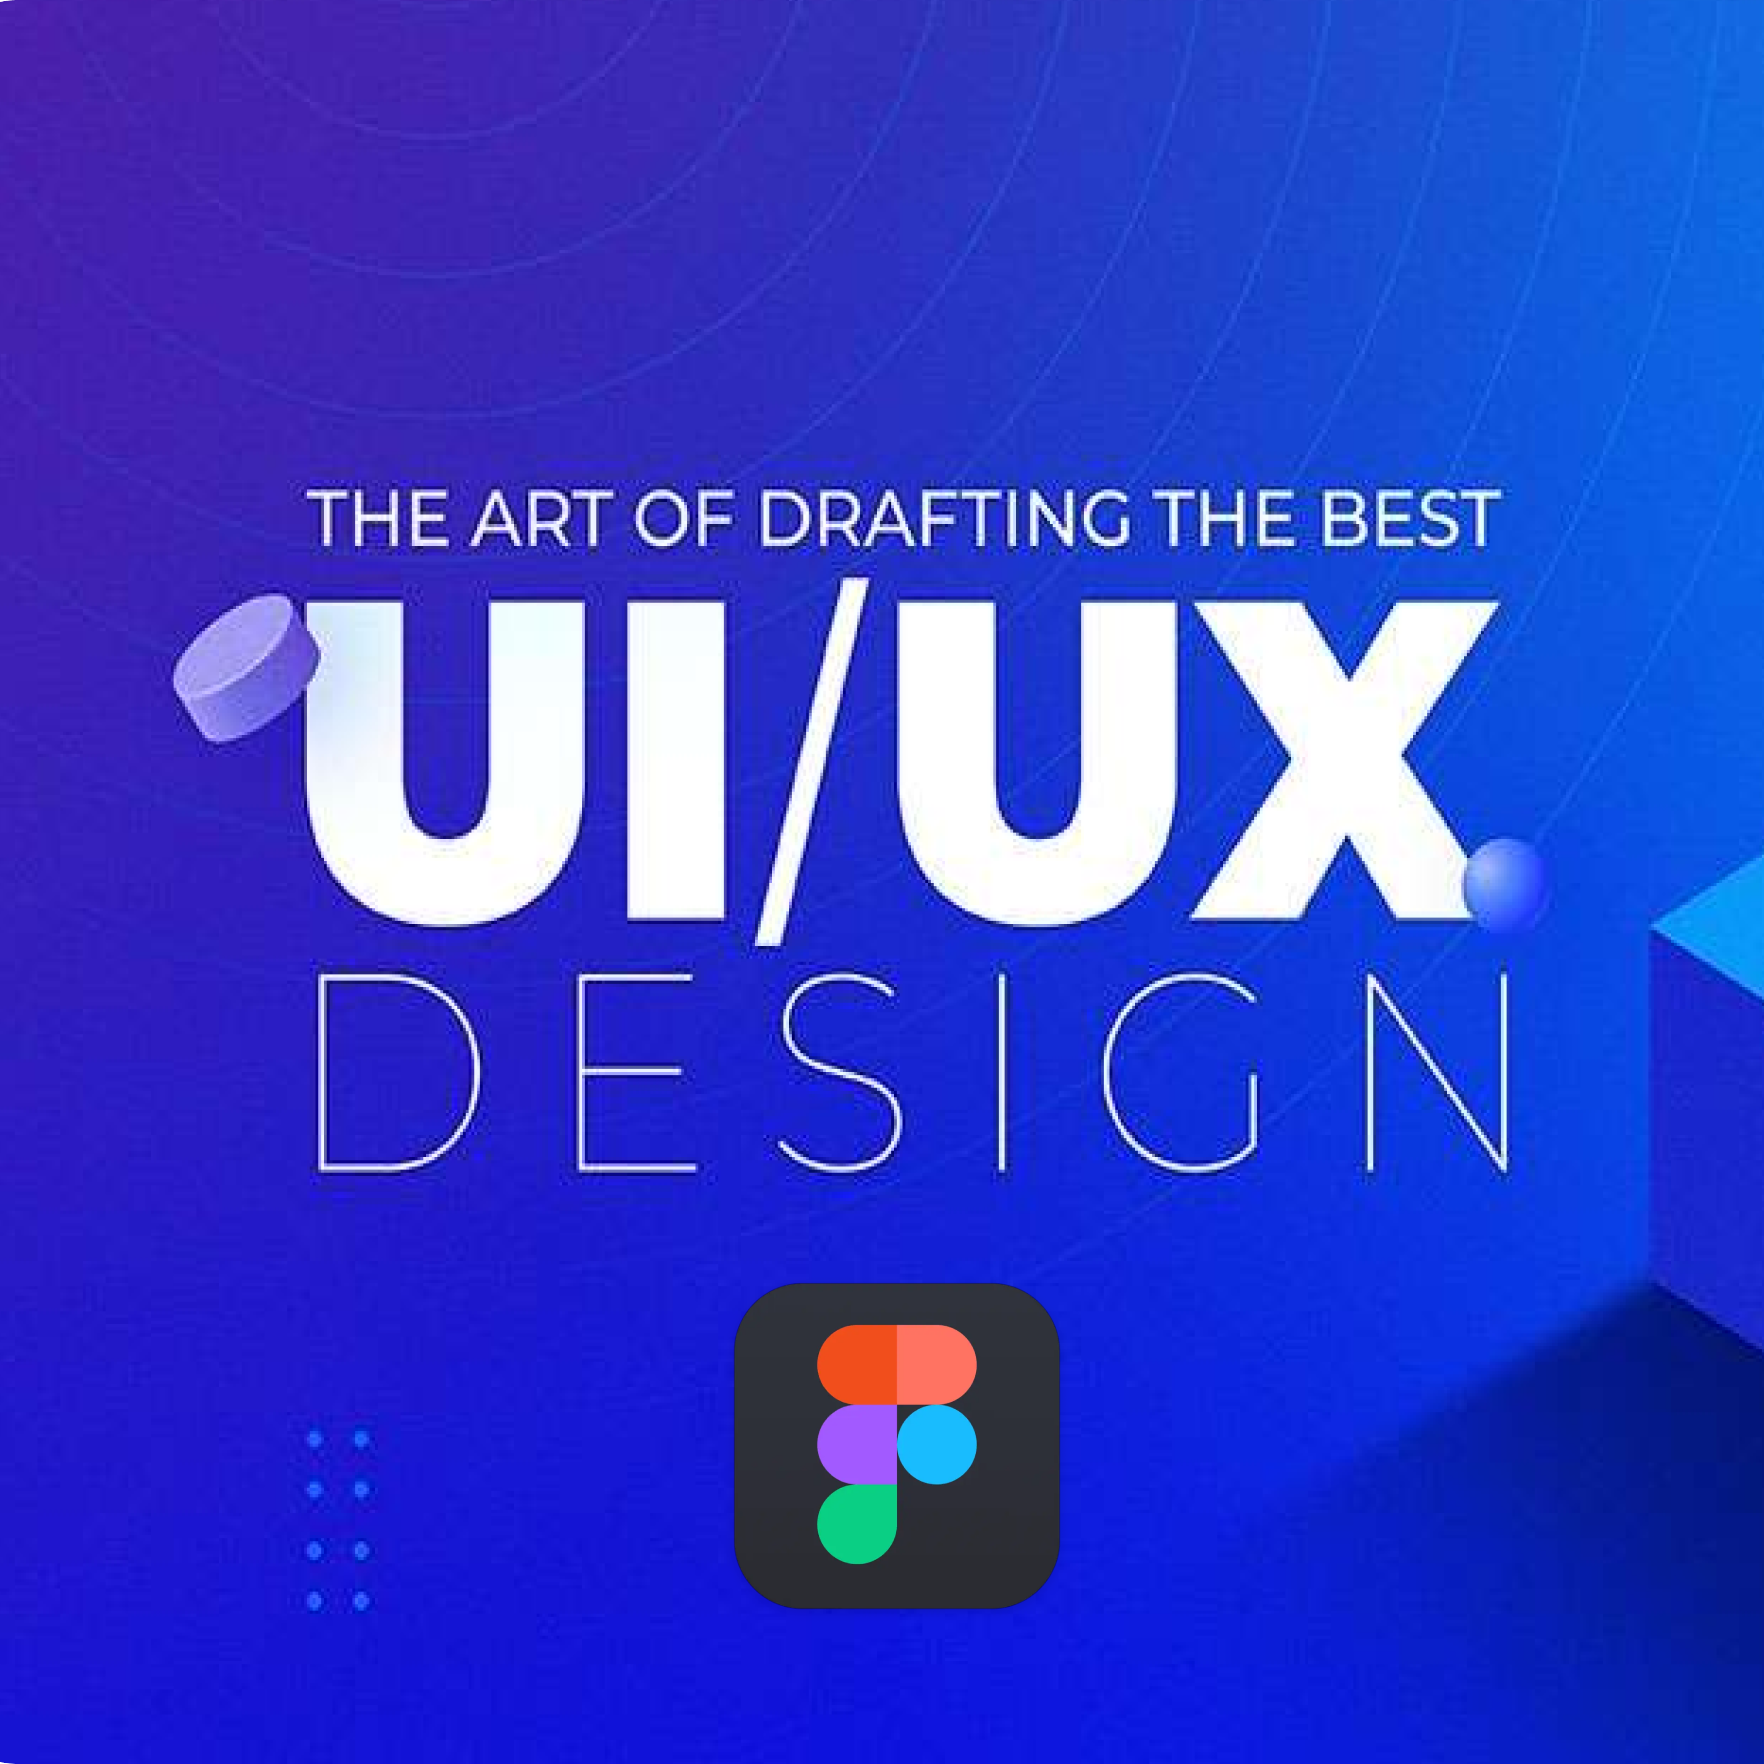 THE ART OF DRAFTING THE BEST
UI/UX
DESIGN